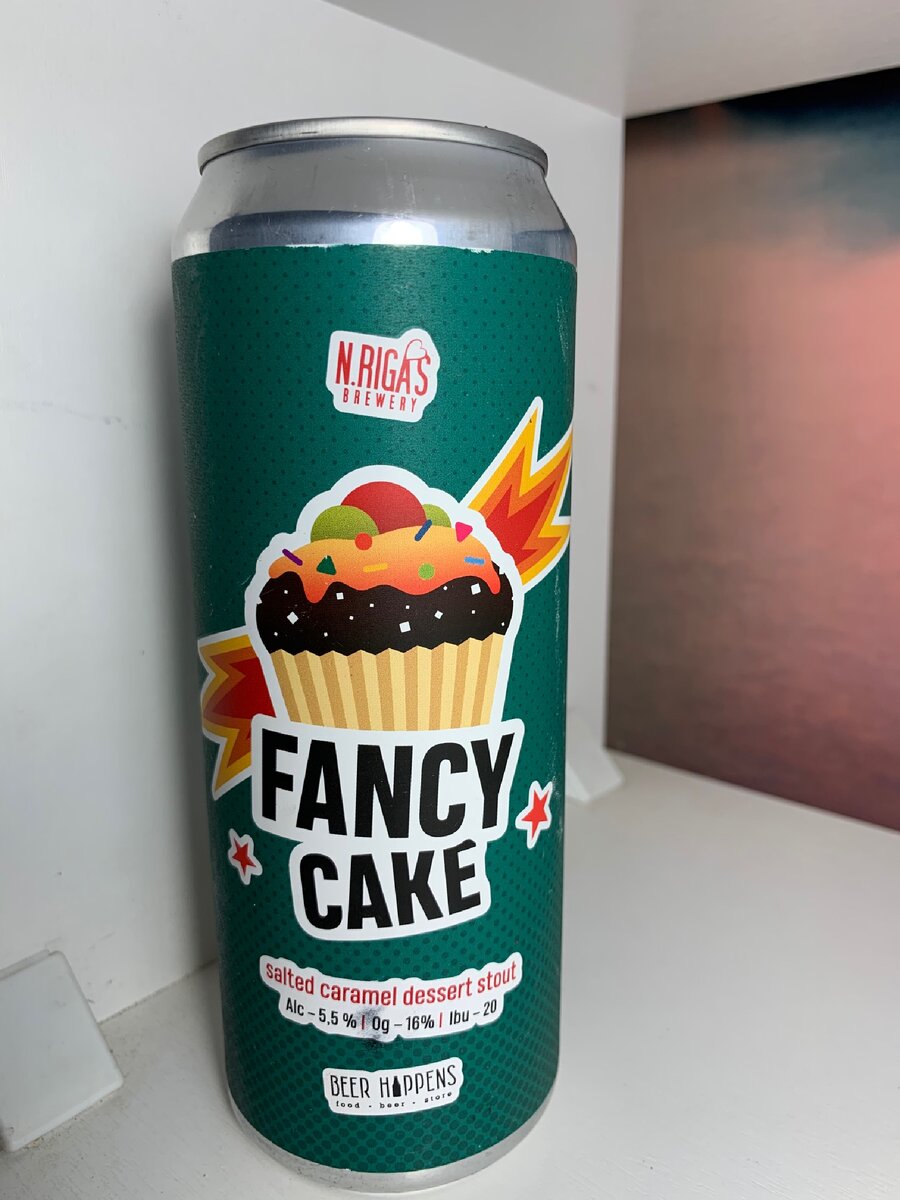 N.RIGA'S
BREWERY
FANCY
CAKE
salted caramel dessert stout
Alc – 5,5 % | Og – 16% | Ibu – 20
BEER HAPPENS
food • beer • store